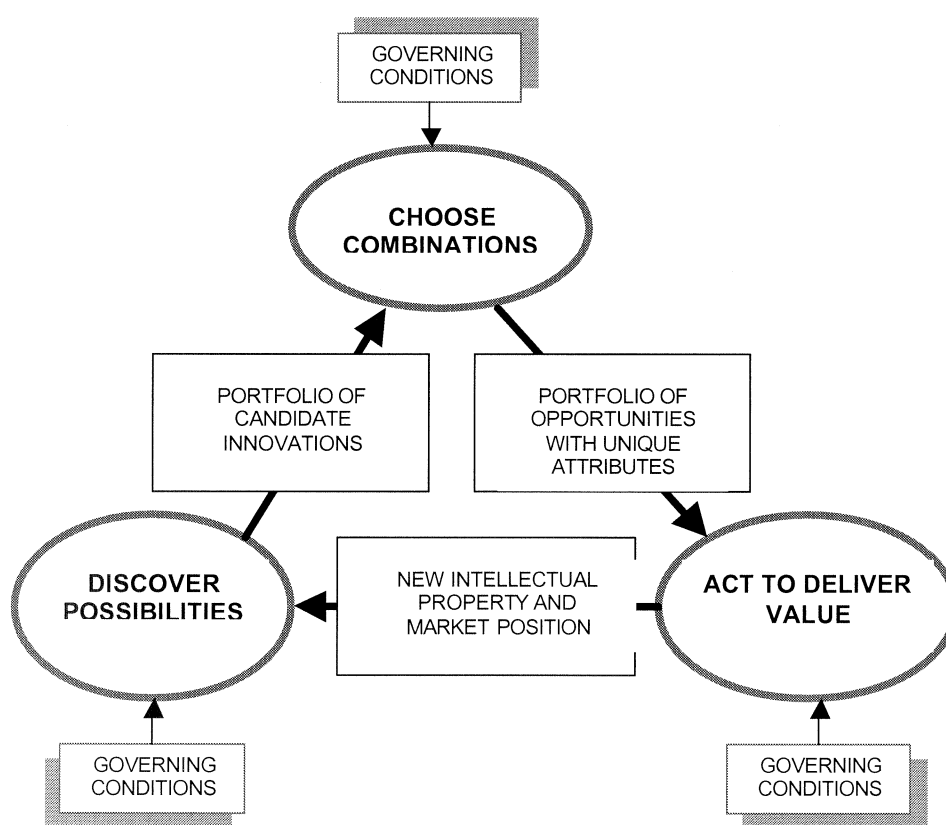 GOVERNING
CONDITIONS
CHOOSE
COMBINATIONS
PORTFOLIO OF
CANDIDATE
INNOVATIONS
PORTFOLIO OF
OPPORTUNITIES
WITH UNIQUE
ATTRIBUTES
DISCOVER
POSSIBILITIES
NEW INTELLECTUAL
PROPERTY AND
MARKET POSITION
ACT TO DELIVER
VALUE
GOVERNING
CONDITIONS
GOVERNING
CONDITIONS